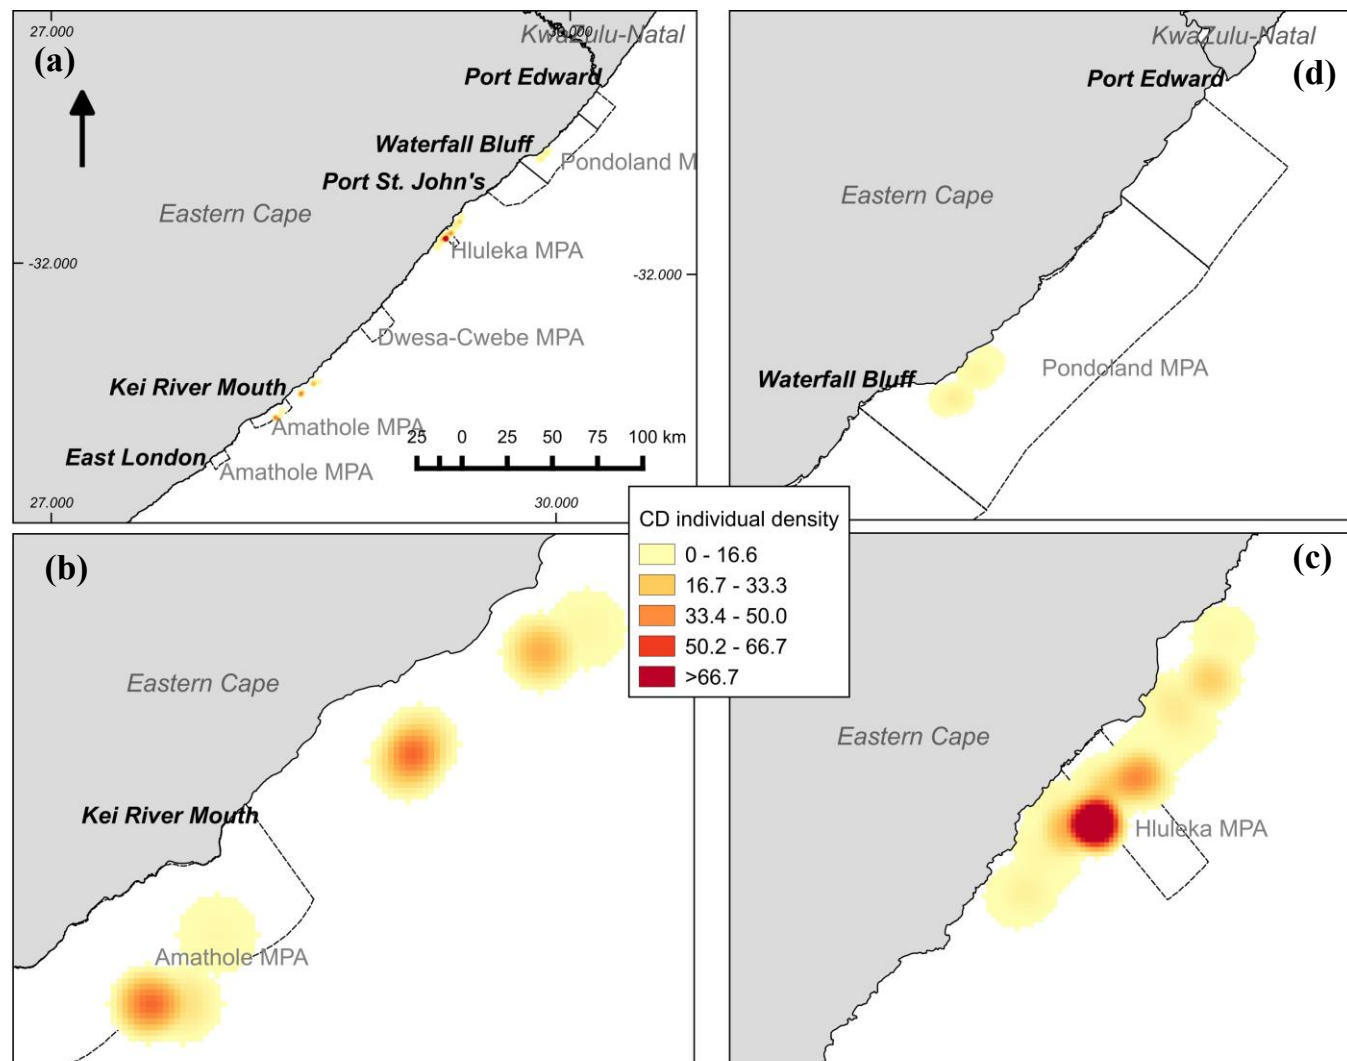 27.000
30.000
KwaZulu-Natal
(a)
Port Edward
Waterfall Bluff
Pondoland M
Port St. John's
Eastern Cape
Hluleka MPA
-32.000
Dwesa-Cwebe MPA
Kei River Mouth
Amathole MPA
25 0 25 50 75 100 km
East London
Amathole MPA
27.000
30.000
KwaZulu-Natal
(d)
Port Edward
Eastern Cape
-32.000
Pondoland MPA
Waterfall Bluff
CD individual density
0 - 16.6
16.7 - 33.3
33.4 - 50.0
50.2 - 66.7
>66.7
(b)
Eastern Cape
Kei River Mouth
Amathole MPA
(c)
Eastern Cape
Hluleka MPA